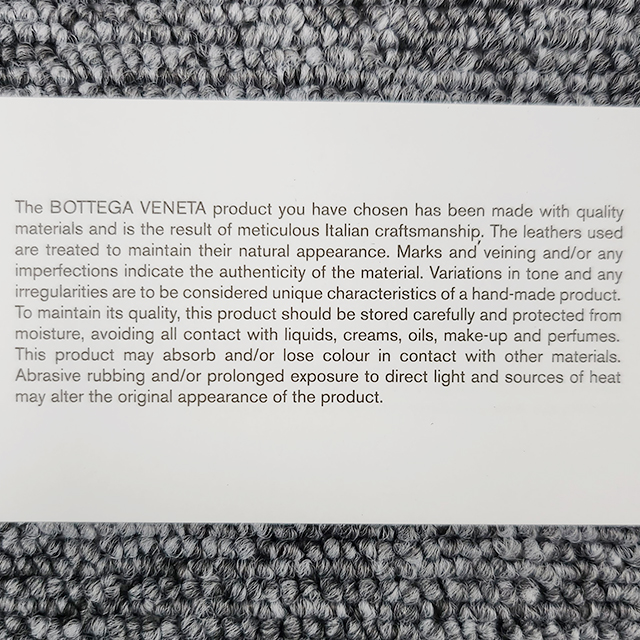 The BOTTEGA VENETA product you have chosen has been made with quality
materials and is the result of meticulous Italian craftsmanship. The leathers used
are treated to maintain their natural appearance. Marks and veining and/or any
imperfections indicate the authenticity of the material. Variations in tone and any
irregularities are to be considered unique characteristics of a hand-made product.
To maintain its quality, this product should be stored carefully and protected from
moisture, avoiding all contact with liquids, creams, oils, make-up and perfumes.
This product may absorb and/or lose colour in contact with other materials.
Abrasive rubbing and/or prolonged exposure to direct light and sources of heat
may alter the original appearance of the product.